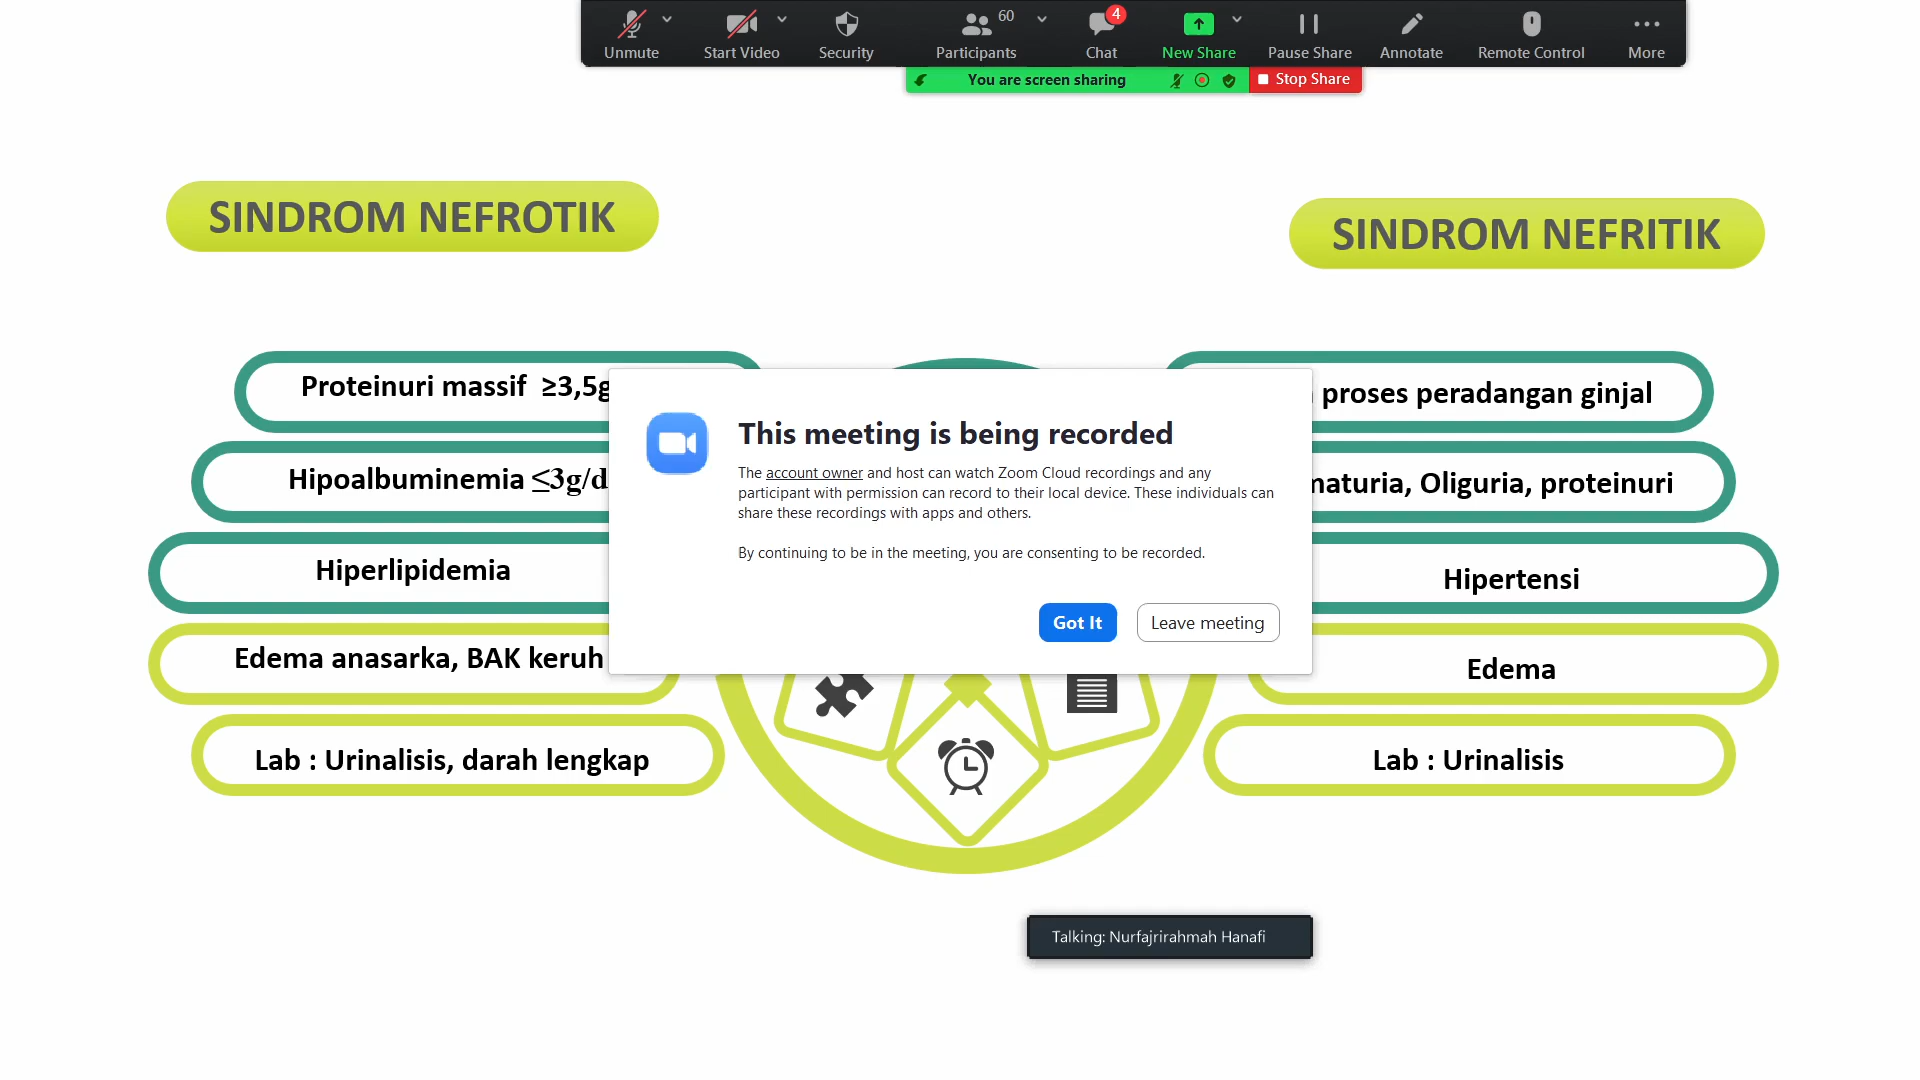 Unmute
Start Video
Security
60
Participants
4
Chat
New Share
Pause Share
Annotate
Remote Control
More
You are screen sharing
Stop Share
SINDROM NEFROTIK
SINDROM NEFRITIK
Proteinuri massif ≥3,5g
proses peradangan ginjal
Hipoalbuminemia ≤3g/d
naturia, Oliguria, proteinuri
Hiperlipidemia
Hipertensi
Edema anasarka, BAK keruh
Edema
Lab : Urinalisis, darah lengkap
Lab : Urinalisis
This meeting is being recorded
The account owner and host can watch Zoom Cloud recordings and any
participant with permission can record to their local device. These individuals can
share these recordings with apps and others.
By continuing to be in the meeting, you are consenting to be recorded.
Got It
Leave meeting
Talking: Nurfajrirahmah Hanafi